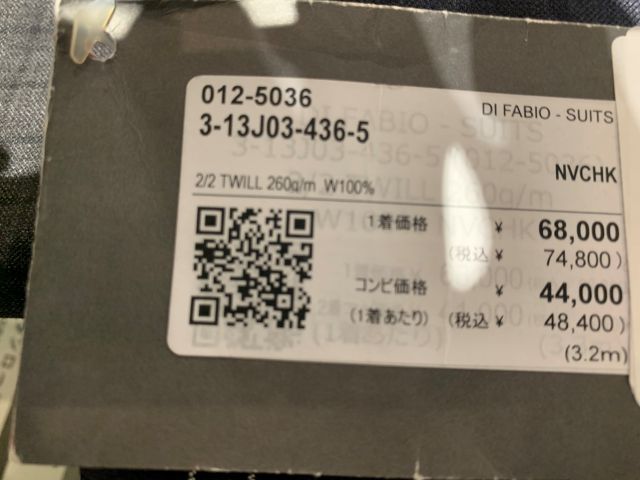 012-5036
DI FABIO - SUITS
3-13J03-436-5
NVCHK
2/2 TWILL 260g/m W100%
1着価格 ¥ 68,000
(税込 ¥ 74,800)
コンビ価格 ¥ 44,000
(1着あたり) (税込 ¥ 48,400)
(3.2m)